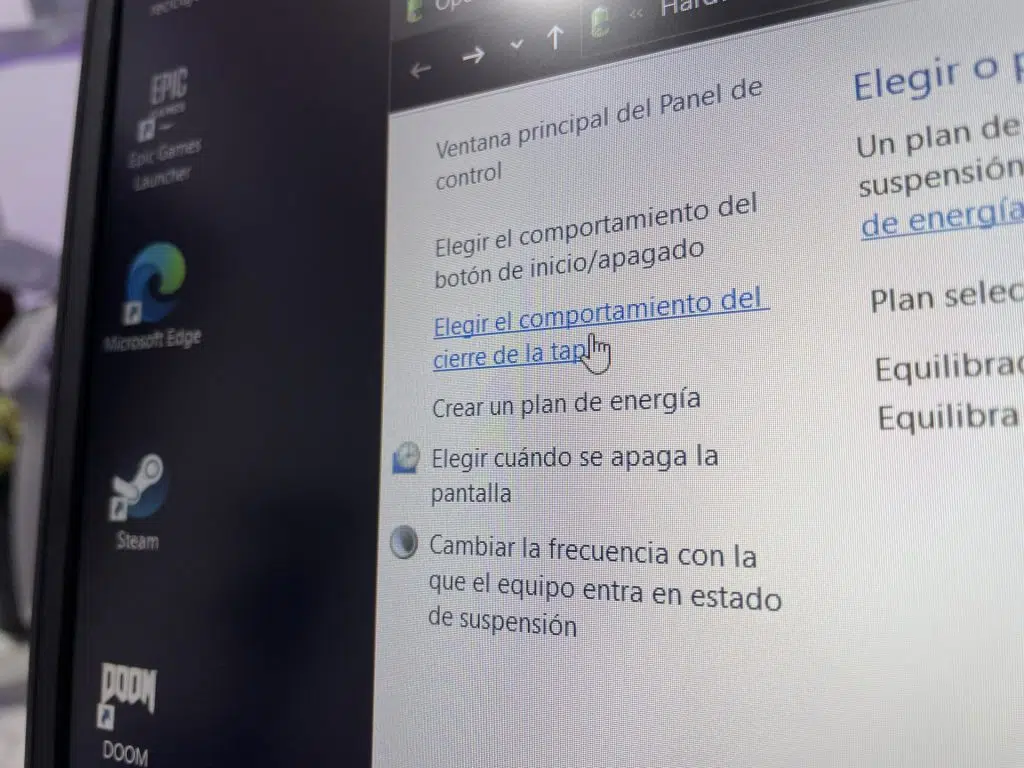 EPIC
GAMES
Epic Games
Launcher
Microsoft Edge
Steam
DOOM
DOOM
Ventana principal del Panel de
control
Elegir el comportamiento del
botón de inicio/apagado
Elegir el comportamiento del
cierre de la tap
Crear un plan de energía
Elegir cuándo se apaga la
pantalla
Cambiar la frecuencia con la
que el equipo entra en estado
de suspensión
Elegir o
Un plan de
suspensión
de energía
Plan selec
Equilibrad
Equilibra